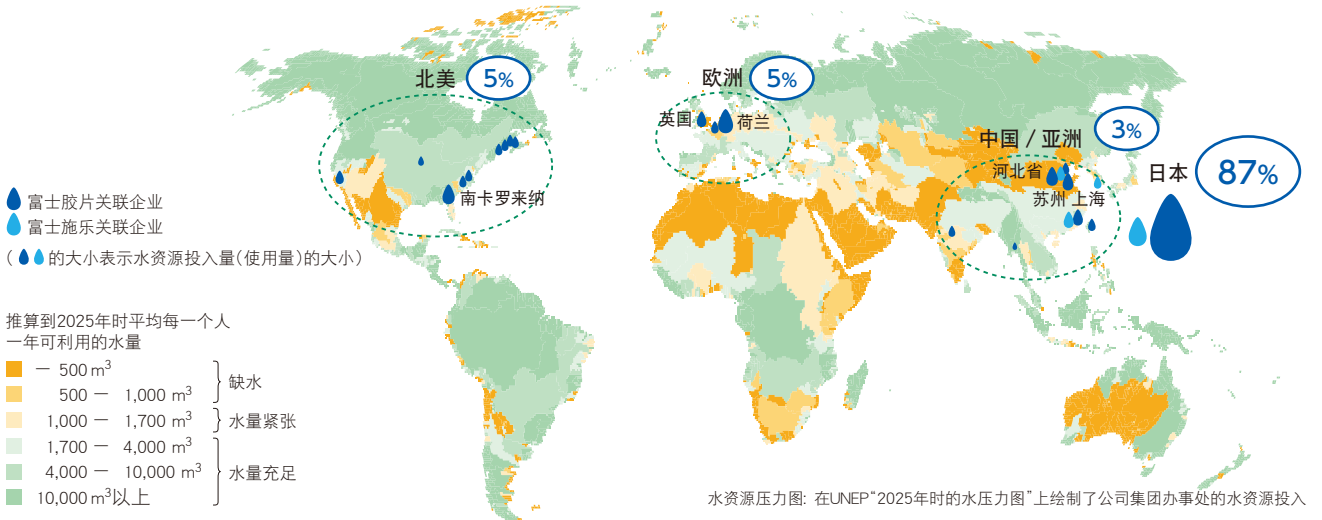 北美 5%
欧洲 5%
英国
荷兰
中国 / 亚洲 3%
河北省
日本 87%
苏州 上海
南卡罗来纳
富士胶片关联企业
富士施乐关联企业
( 的大小表示水资源投入量(使用量)的大小)
推算到2025年时平均每一个人
一年可利用的水量
— 500 m³
500 — 1,000 m³
缺水
1,000 — 1,700 m³ 水量紧张
1,700 — 4,000 m³
4,000 — 10,000 m³ 水量充足
10,000 m³以上
水资源压力图: 在UNEP“2025年时的水压力图”上绘制了公司集团办事处的水资源投入